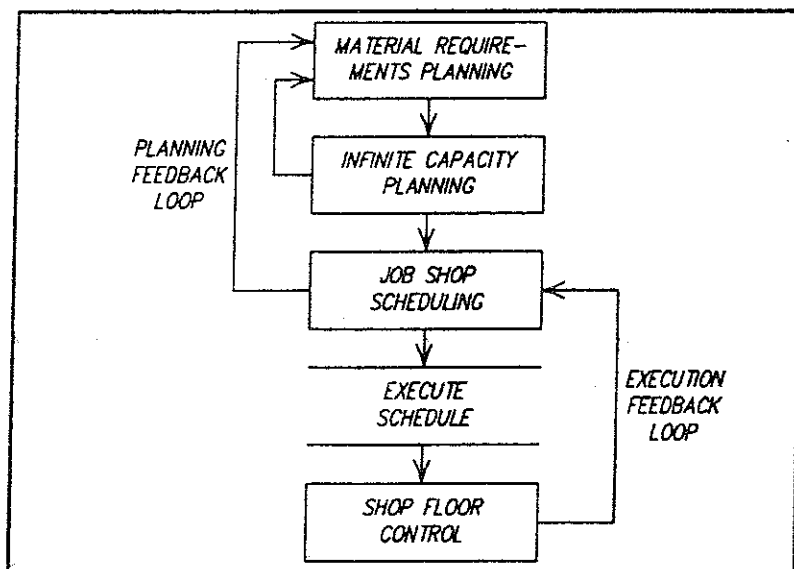 MATERIAL REQUIRE-
MENTS PLANNING
PLANNING
FEEDBACK
LOOP
INFINITE CAPACITY
PLANNING
JOB SHOP
SCHEDULING
EXECUTE
SCHEDULE
EXECUTION
FEEDBACK
LOOP
SHOP FLOOR
CONTROL